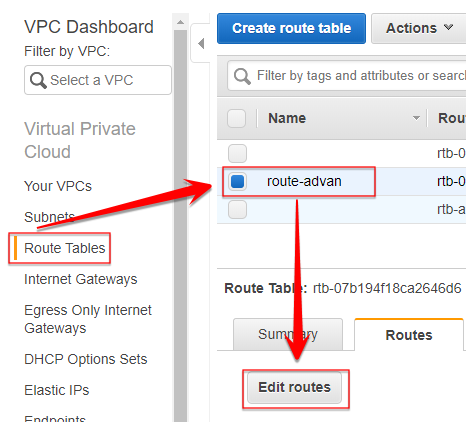 VPC Dashboard
Filter by VPC:
Select a VPC
Virtual Private
Cloud
Your VPCs
Subnets
Route Tables
Internet Gateways
Egress Only Internet
Gateways
DHCP Options Sets
Elastic IPs
Endpoints
Create route table
Actions
Filter by tags and attributes or search
Name
Rou
rtb-0
route-advan
rtb-0
rtb-a
Route Table: rtb-07b194f18ca2646d6
Summary
Routes
Edit routes